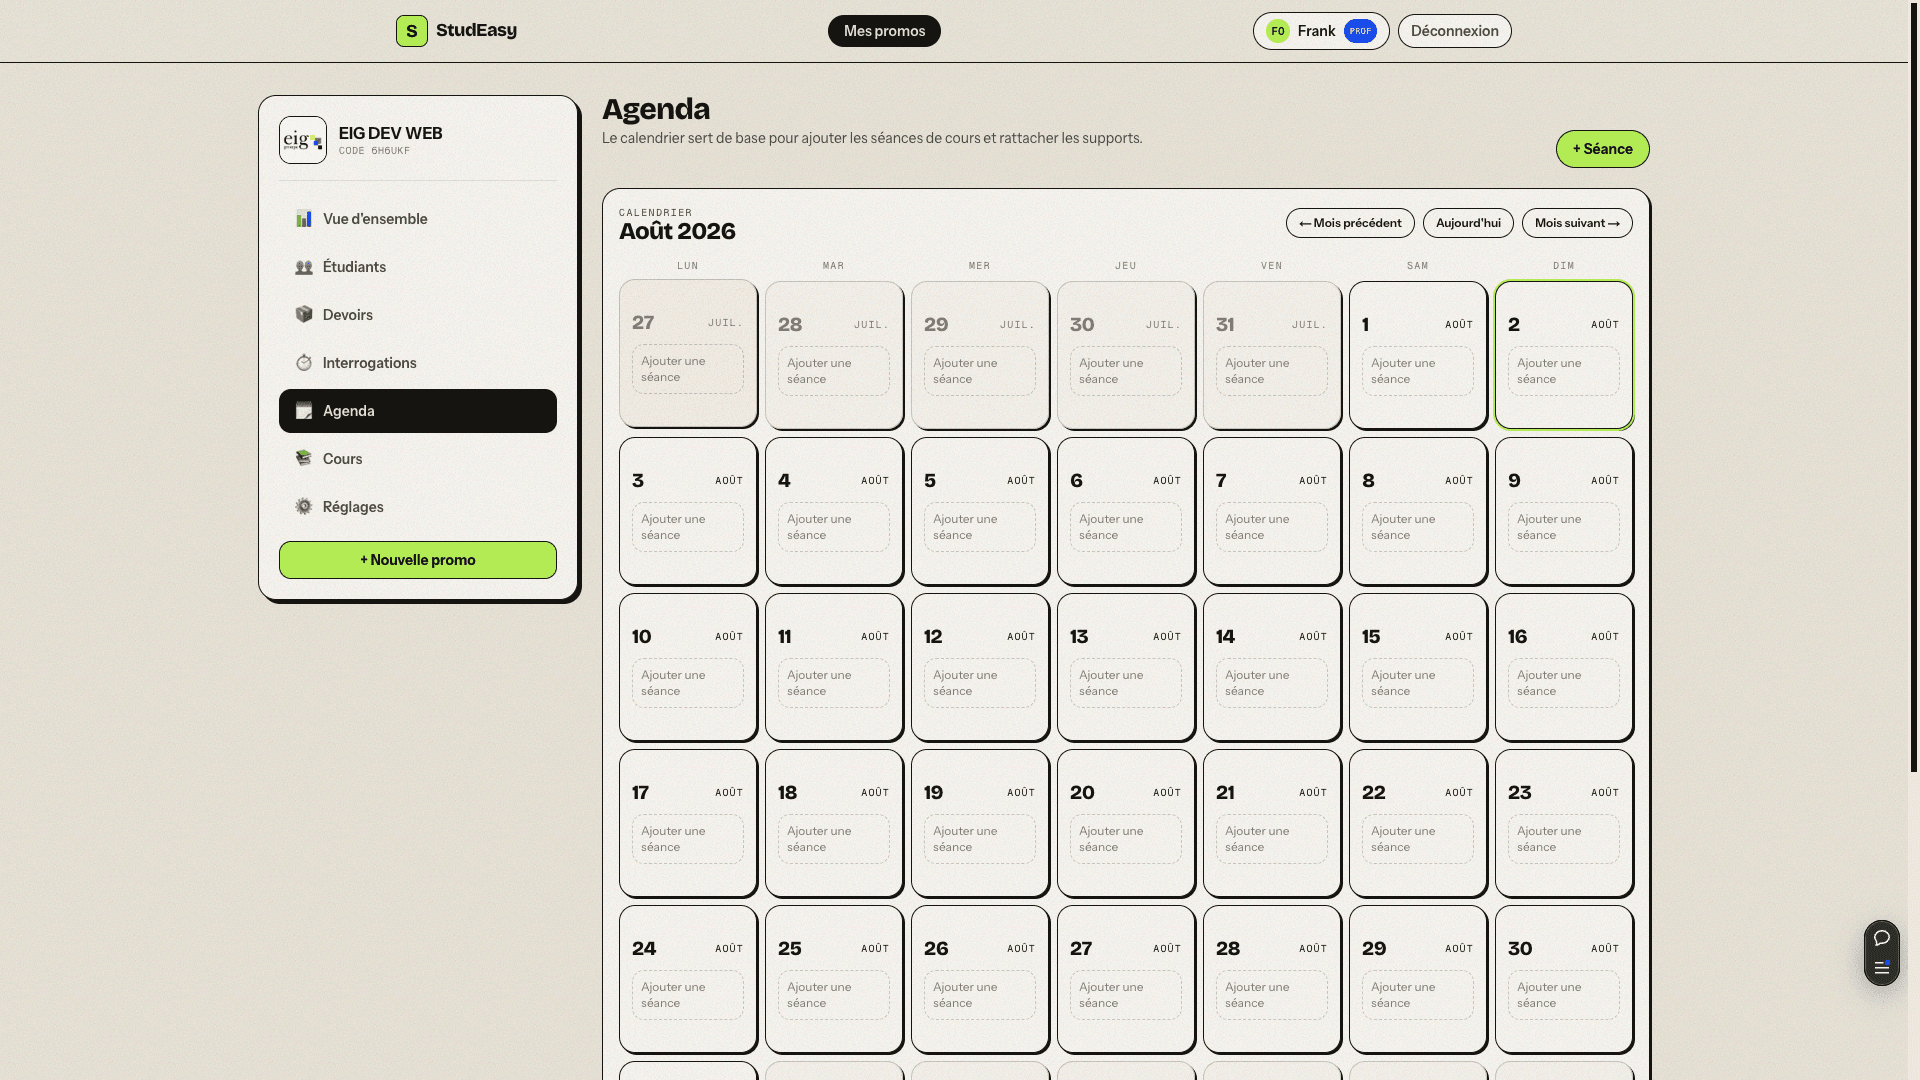 S StudEasy
Mes promos
FO Frank PROF
Déconnexion
eig
EIG DEV WEB
CODE 6H6UKF
Vue d'ensemble
Étudiants
Devoirs
Interrogations
Agenda
Cours
Réglages
+ Nouvelle promo
Agenda
Le calendrier sert de base pour ajouter les séances de cours et rattacher les supports.
+ Séance
CALENDRIER
Août 2026
← Mois précédent
Aujourd'hui
Mois suivant →
LUN MAR MER JEU VEN SAM DIM
27 JUIL. 28 JUIL. 29 JUIL. 30 JUIL. 31 JUIL. 1 AOÛT 2 AOÛT
Ajouter une Ajouter une Ajouter une Ajouter une Ajouter une Ajouter une Ajouter une
séance séance séance séance séance séance séance
3 AOÛT 4 AOÛT 5 AOÛT 6 AOÛT 7 AOÛT 8 AOÛT 9 AOÛT
Ajouter une Ajouter une Ajouter une Ajouter une Ajouter une Ajouter une Ajouter une
séance séance séance séance séance séance séance
10 AOÛT 11 AOÛT 12 AOÛT 13 AOÛT 14 AOÛT 15 AOÛT 16 AOÛT
Ajouter une Ajouter une Ajouter une Ajouter une Ajouter une Ajouter une Ajouter une
séance séance séance séance séance séance séance
17 AOÛT 18 AOÛT 19 AOÛT 20 AOÛT 21 AOÛT 22 AOÛT 23 AOÛT
Ajouter une Ajouter une Ajouter une Ajouter une Ajouter une Ajouter une Ajouter une
séance séance séance séance séance séance séance
24 AOÛT 25 AOÛT 26 AOÛT 27 AOÛT 28 AOÛT 29 AOÛT 30 AOÛT
Ajouter une Ajouter une Ajouter une Ajouter une Ajouter une Ajouter une Ajouter une
séance séance séance séance séance séance séance